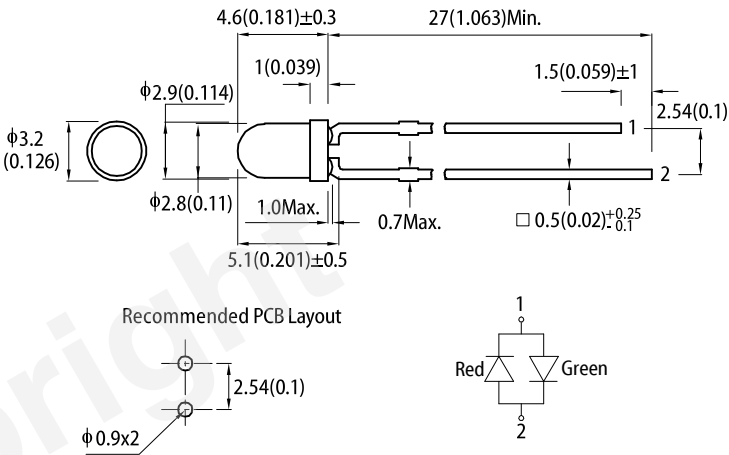 4.6(0.181)±0.3
27(1.063)Min.
1(0.039)
1.5(0.059)±1
ϕ2.9(0.114)
2.54(0.1)
ϕ3.2
(0.126)
1
2
ϕ2.8(0.11)
1.0Max.
0.7Max.
□ 0.5(0.02)+0.25
-0.1
5.1(0.201)±0.5
Recommended PCB Layout
2.54(0.1)
ϕ0.9x2
1
Red
Green
2
bright